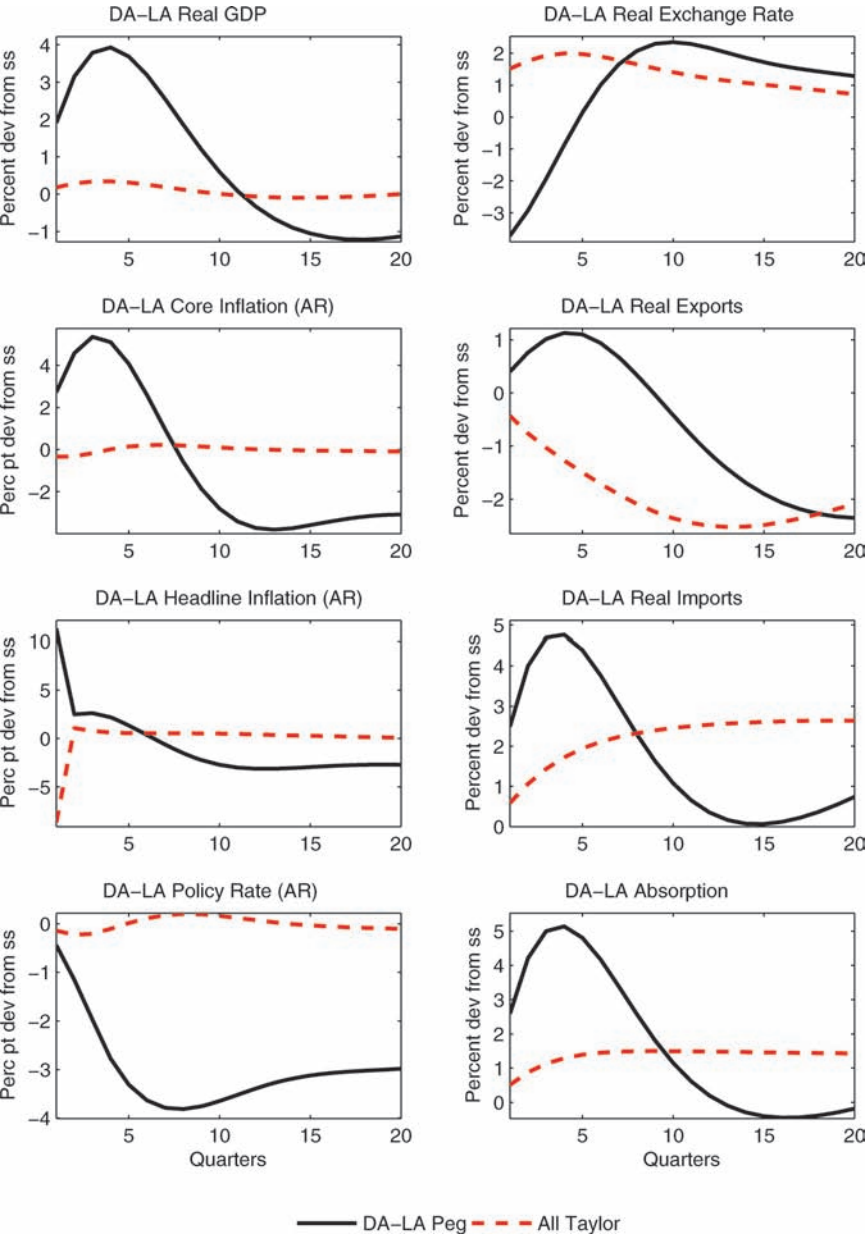 DA–LA Real GDP
Percent dev from ss
4
3
2
1
0
−1
5 10 15 20
DA–LA Real Exchange Rate
Percent dev from ss
2
1
0
−1
−2
−3
5 10 15 20
DA–LA Core Inflation (AR)
Perc pt dev from ss
4
2
0
−2
5 10 15 20
DA–LA Real Exports
Percent dev from ss
1
0
−1
−2
5 10 15 20
DA–LA Headline Inflation (AR)
Perc pt dev from ss
10
5
0
−5
5 10 15 20
DA–LA Real Imports
Percent dev from ss
5
4
3
2
1
0
5 10 15 20
DA–LA Policy Rate (AR)
Perc pt dev from ss
0
−1
−2
−3
−4
5 10 15 20
Quarters
DA–LA Absorption
Percent dev from ss
5
4
3
2
1
0
5 10 15 20
Quarters
DA–LA Peg All Taylor